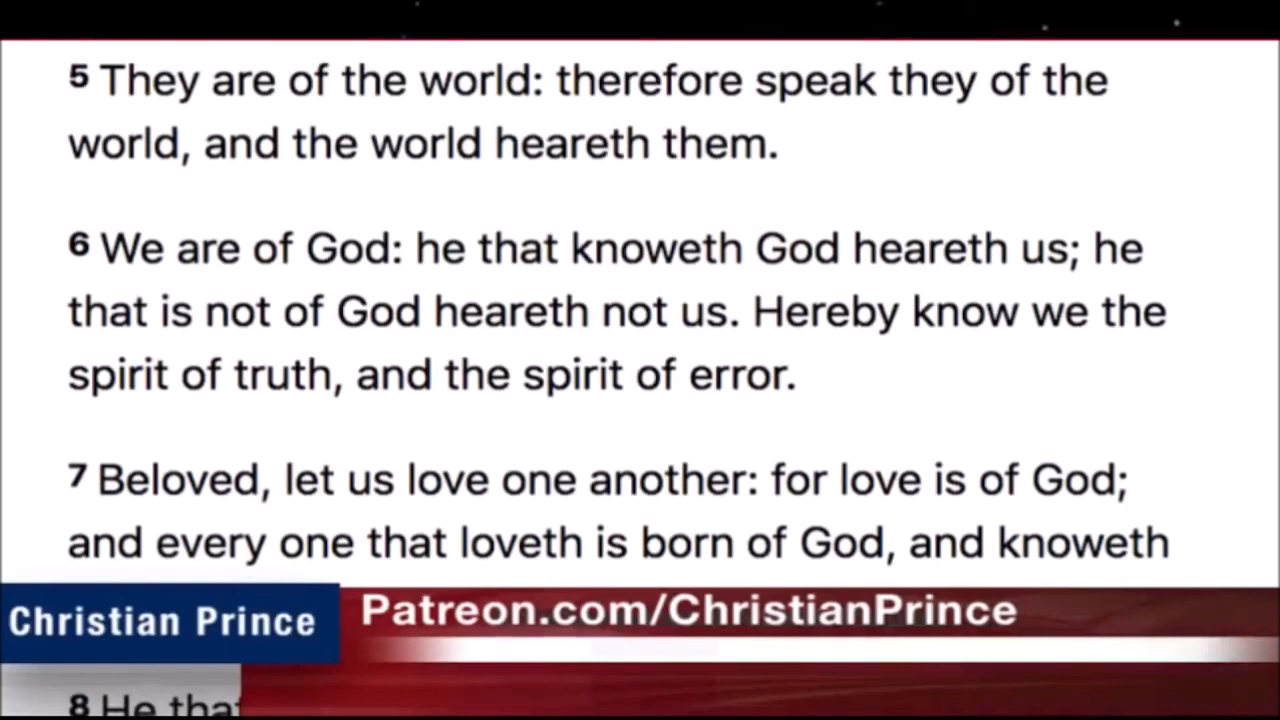 5 They are of the world: therefore speak they of the
world, and the world heareth them.
6 We are of God: he that knoweth God heareth us; he
that is not of God heareth not us. Hereby know we the
spirit of truth, and the spirit of error.
7 Beloved, let us love one another: for love is of God;
and every one that loveth is born of God, and knoweth
Christian Prince
Patreon.com/ChristianPrince
8 He that